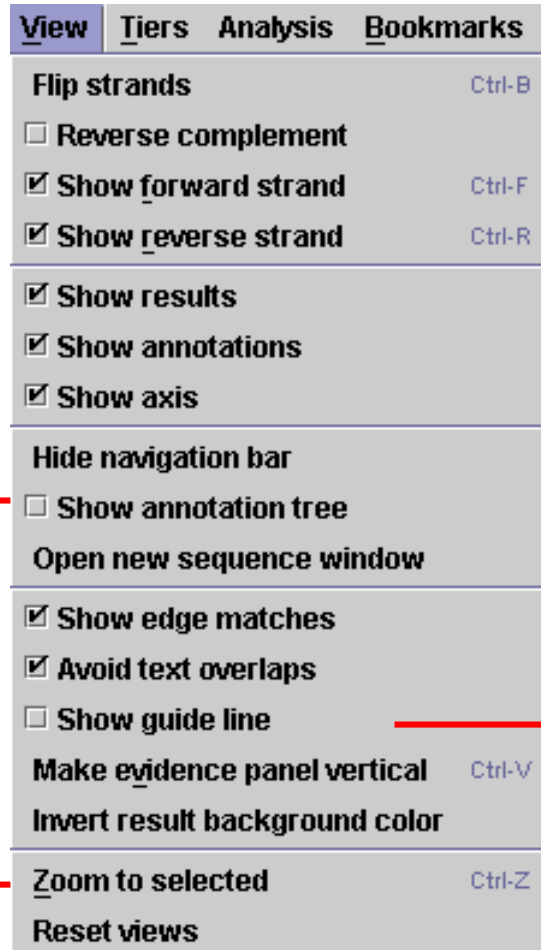 View Tiers Analysis Bookmarks
Flip strands Ctrl-B
Reverse complement
Show forward strand Ctrl-F
Show reverse strand Ctrl-R
Show results
Show annotations
Show axis
Hide navigation bar
Show annotation tree
Open new sequence window
Show edge matches
Avoid text overlaps
Show guide line
Make evidence panel vertical Ctrl-V
Invert result background color
Zoom to selected Ctrl-Z
Reset views